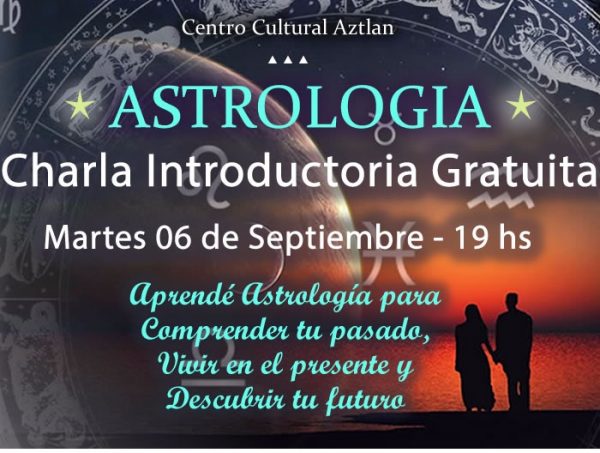 Centro Cultural Aztlan
ASTROLOGIA
Charla Introductoria Gratuita
Martes 06 de Septiembre - 19 hs
Aprendé Astrología para
Comprender tu pasado,
Vivir en el presente y
Descubrir tu futuro